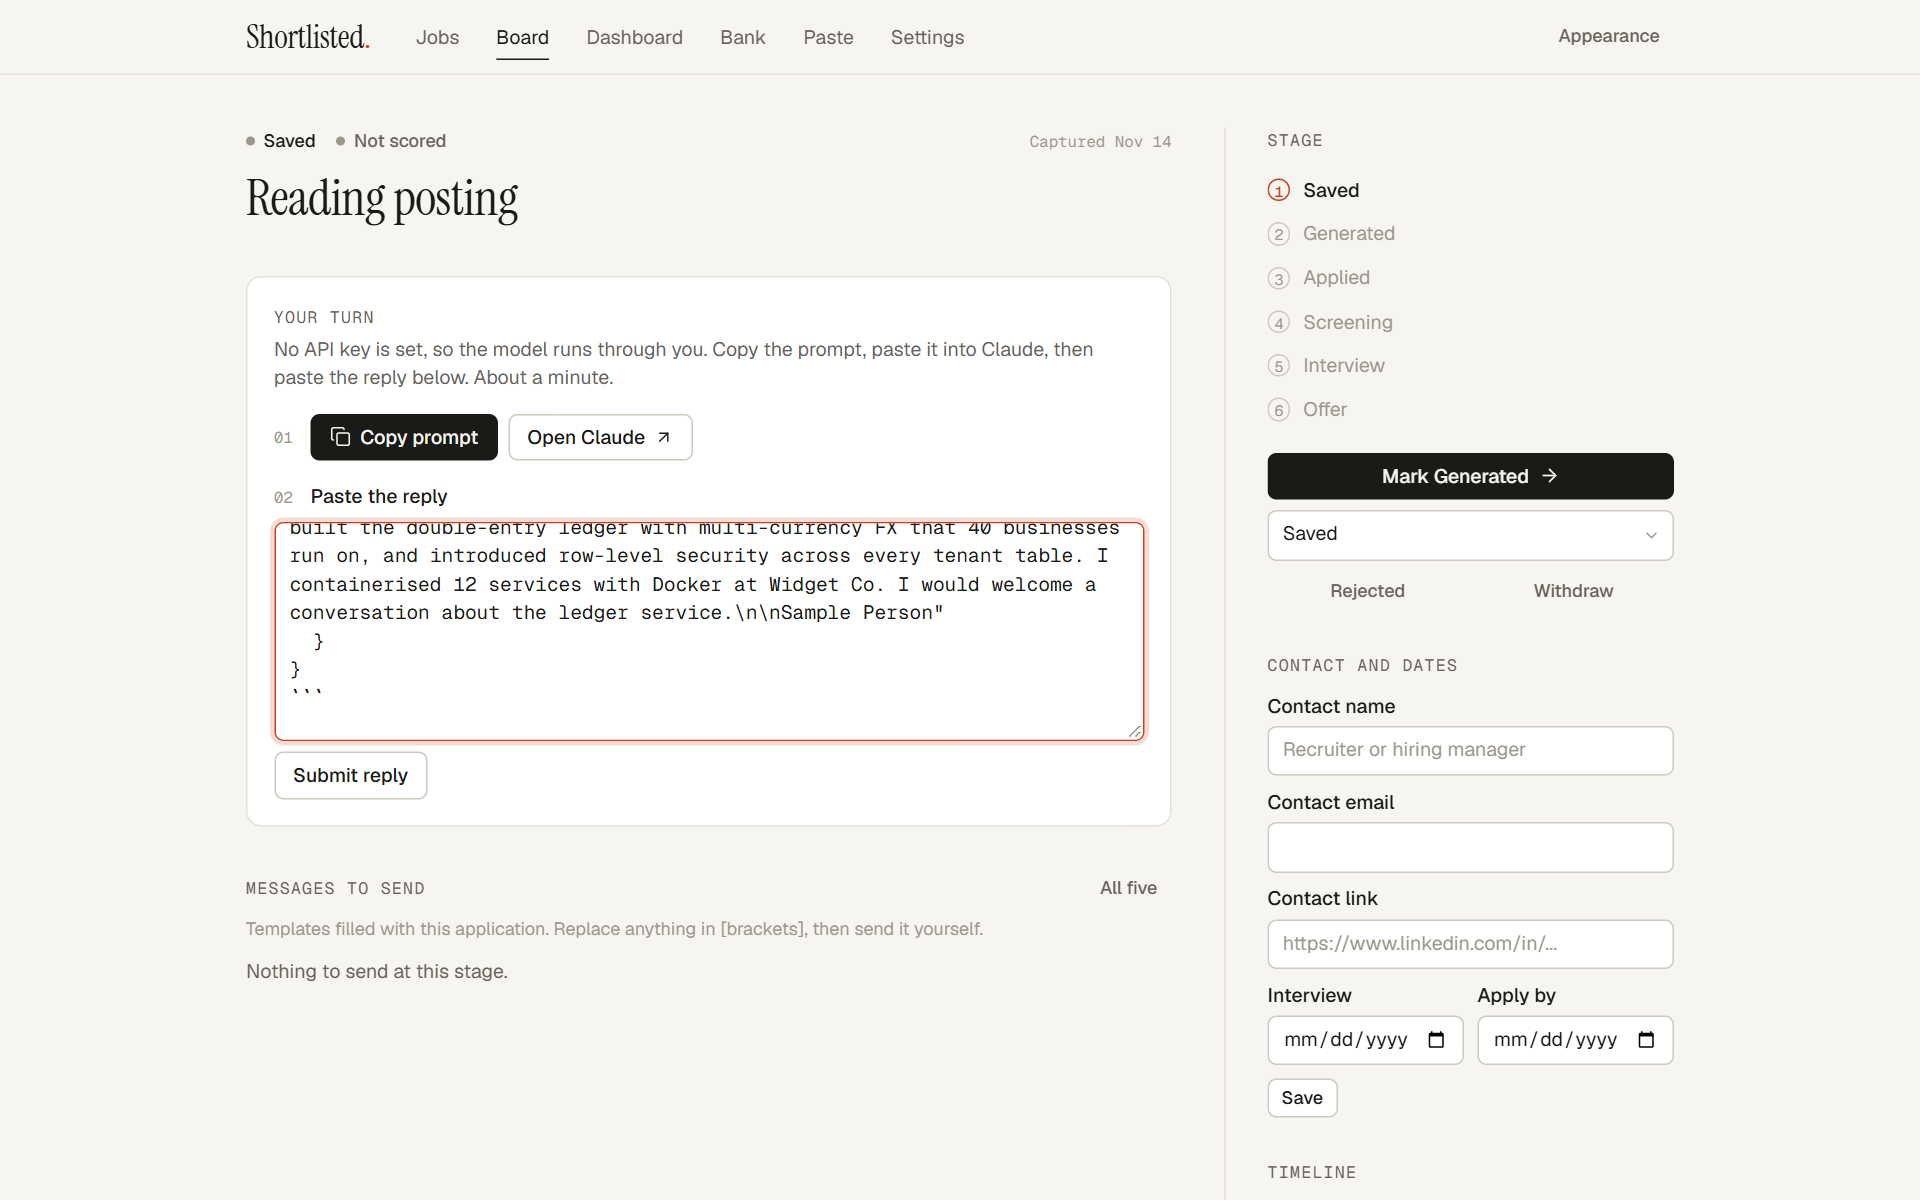 Shortlisted.
Jobs
Board
Dashboard
Bank
Paste
Settings
Appearance
Saved
Not scored
Captured Nov 14
Reading posting
YOUR TURN
No API key is set, so the model runs through you. Copy the prompt, paste it into Claude, then
paste the reply below. About a minute.
01
Copy prompt
Open Claude
02
Paste the reply
built the double-entry ledger with multi-currency FX that 40 businesses
run on, and introduced row-level security across every tenant table. I
containerised 12 services with Docker at Widget Co. I would welcome a
conversation about the ledger service.\n\nSample Person"
}
}
```
Submit reply
MESSAGES TO SEND
All five
Templates filled with this application. Replace anything in [brackets], then send it yourself.
Nothing to send at this stage.
STAGE
1 Saved
2 Generated
3 Applied
4 Screening
5 Interview
6 Offer
Mark Generated
Saved
Rejected
Withdraw
CONTACT AND DATES
Contact name
Recruiter or hiring manager
Contact email
Contact link
https://www.linkedin.com/in/...
Interview
Apply by
mm/dd/yyyy
mm/dd/yyyy
Save
TIMELINE